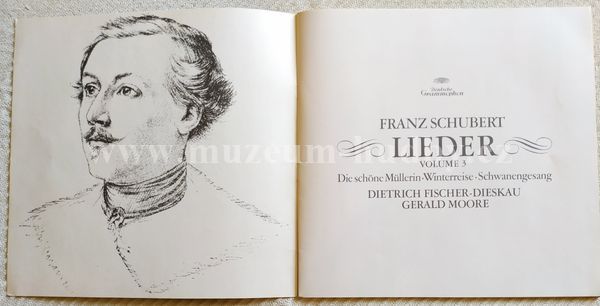 Deutsche
Grammophon
FRANZ SCHUBERT
LIEDER
VOLUME 3
Die schöne Müllerin·Winterreise·Schwanengesang
DIETRICH FISCHER-DIESKAU
GERALD MOORE